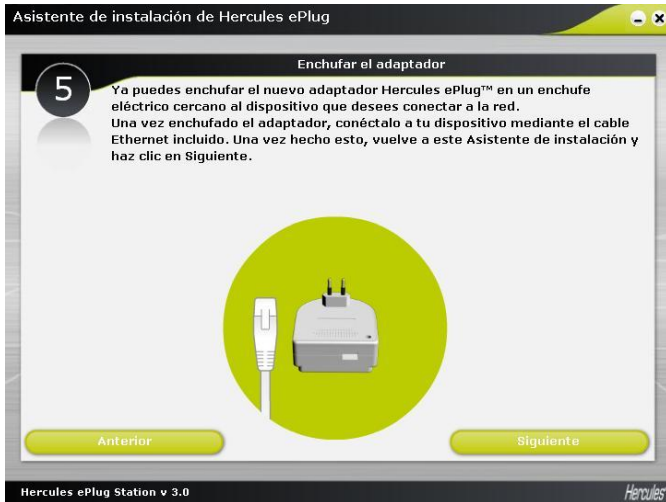 Asistente de instalación de Hercules ePlug
Enchufar el adaptador
5
Ya puedes enchufar el nuevo adaptador Hercules ePlug™ en un enchufe
eléctrico cercano al dispositivo que desees conectar a la red.
Una vez enchufado el adaptador, conéctalo a tu dispositivo mediante el cable
Ethernet incluido. Una vez hecho esto, vuelve a este Asistente de instalación y
haz clic en Siguiente.
Anterior
Siguiente
Hercules ePlug Station v 3.0
Hercules